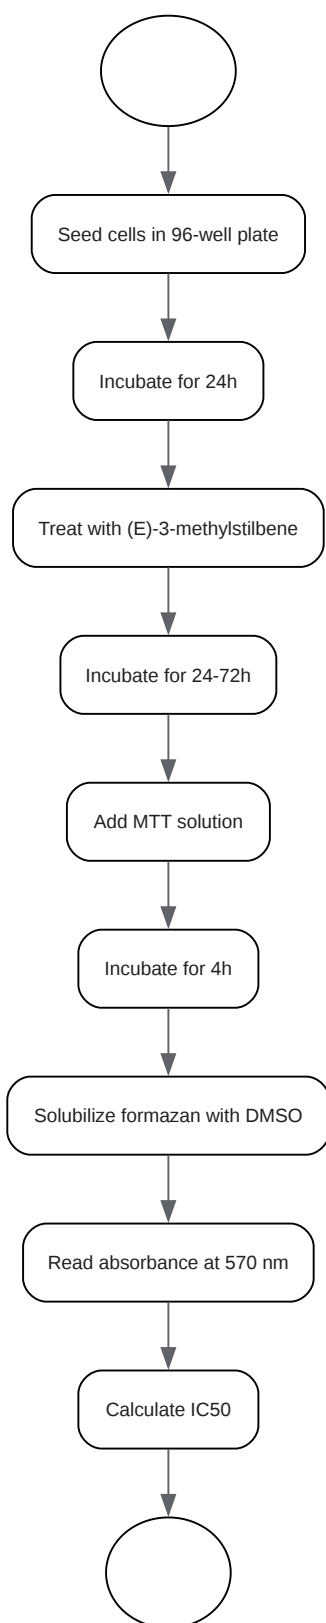 Seed cells in 96-well plate
Incubate for 24h
Treat with (E)-3-methylstilbene
Incubate for 24-72h
Add MTT solution
Incubate for 4h
Solubilize formazan with DMSO
Read absorbance at 570 nm
Calculate IC50